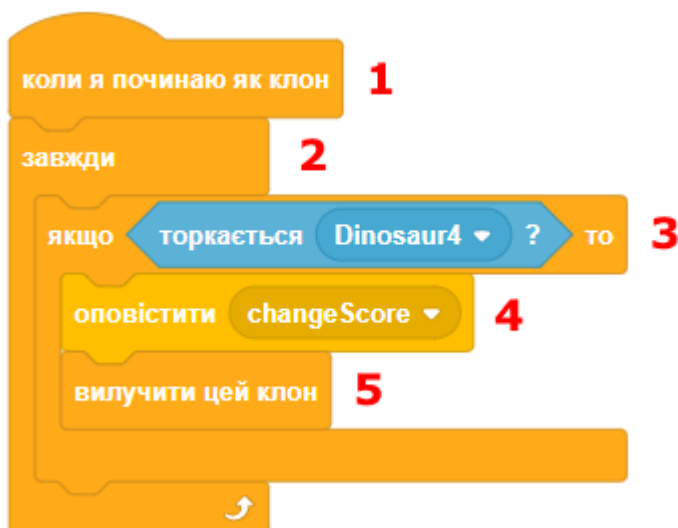 коли я починаю як клон 1
завжди 2
якщо торкається Dinosaur4 ? то 3
оповістити changeScore 4
вилучити цей клон 5